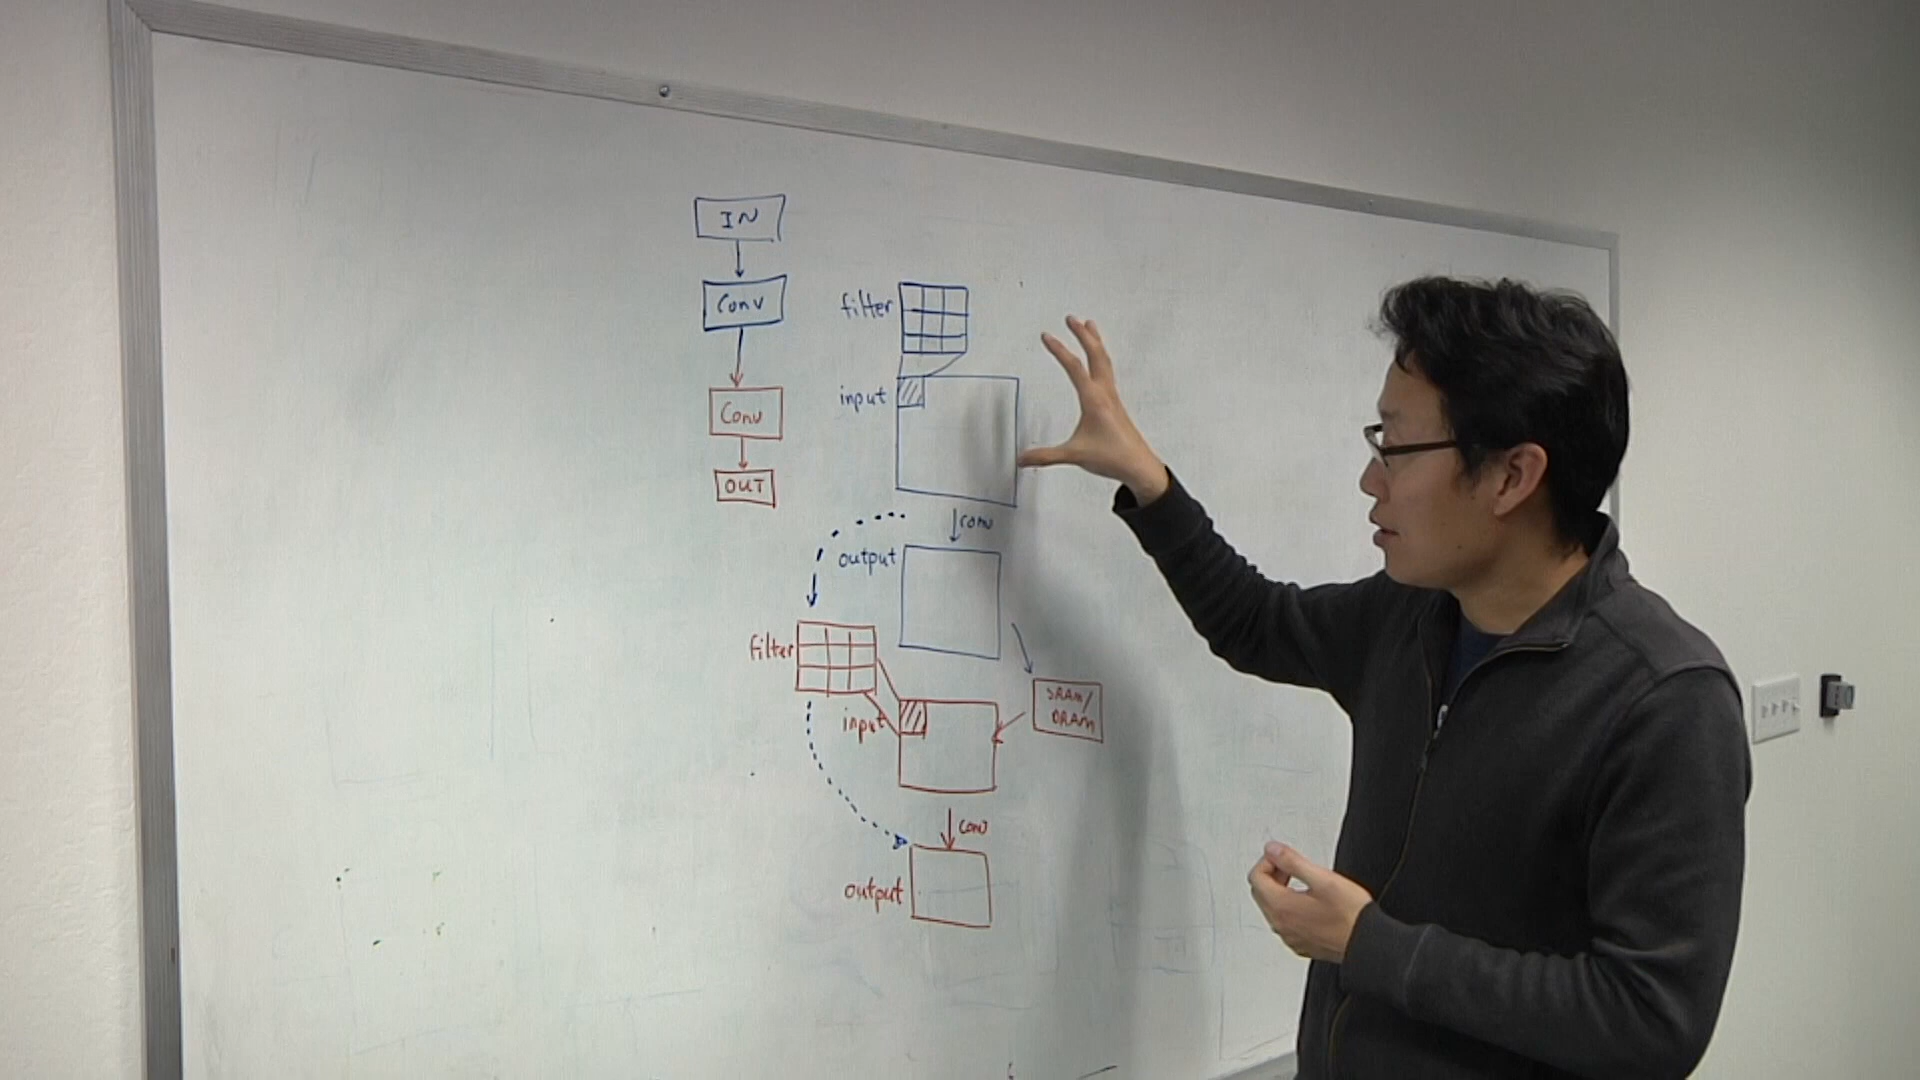 IN
Conv
Conv
OUT
filter
input
conv
output
filter
input
SRAM/
DRAM
conv
output